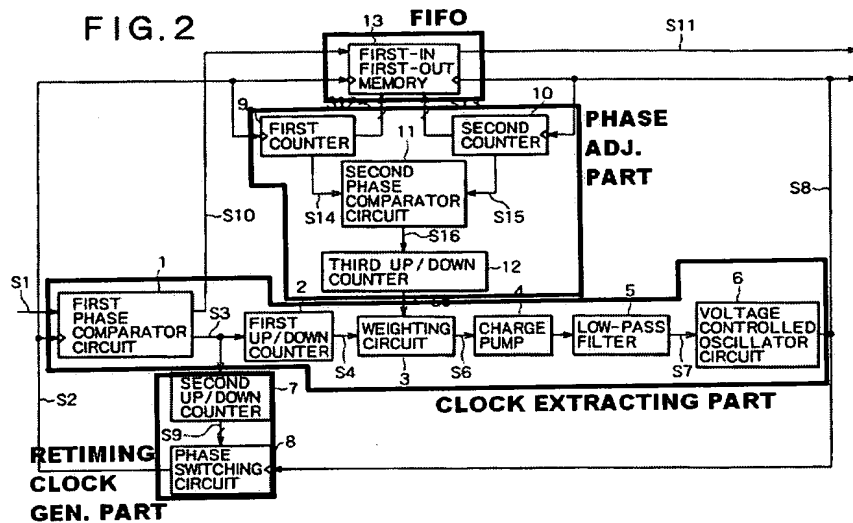 FIG.2
FIFO
13
FIRST-IN
FIRST-OUT
MEMORY
S11
9
FIRST
COUNTER
11
10
SECOND
COUNTER
PHASE
ADJ.
PART
SECOND
PHASE
COMPARATOR
CIRCUIT
S10
S14
S15
S8
S16
THIRD UP/DOWN
COUNTER
12
S1
1
FIRST
PHASE
COMPARATOR
CIRCUIT
S3
2
FIRST
UP/DOWN
COUNTER
S4
WEIGHTING
CIRCUIT
3
S6
4
CHARGE
PUMP
5
LOW-PASS
FILTER
S7
6
VOLTAGE
CONTROLLED
OSCILLATOR
CIRCUIT
S2
SECOND
UP/DOWN
COUNTER
7
CLOCK EXTRACTING PART
S9
8
PHASE
SWITCHING
CIRCUIT
RETIMING
CLOCK
GEN. PART